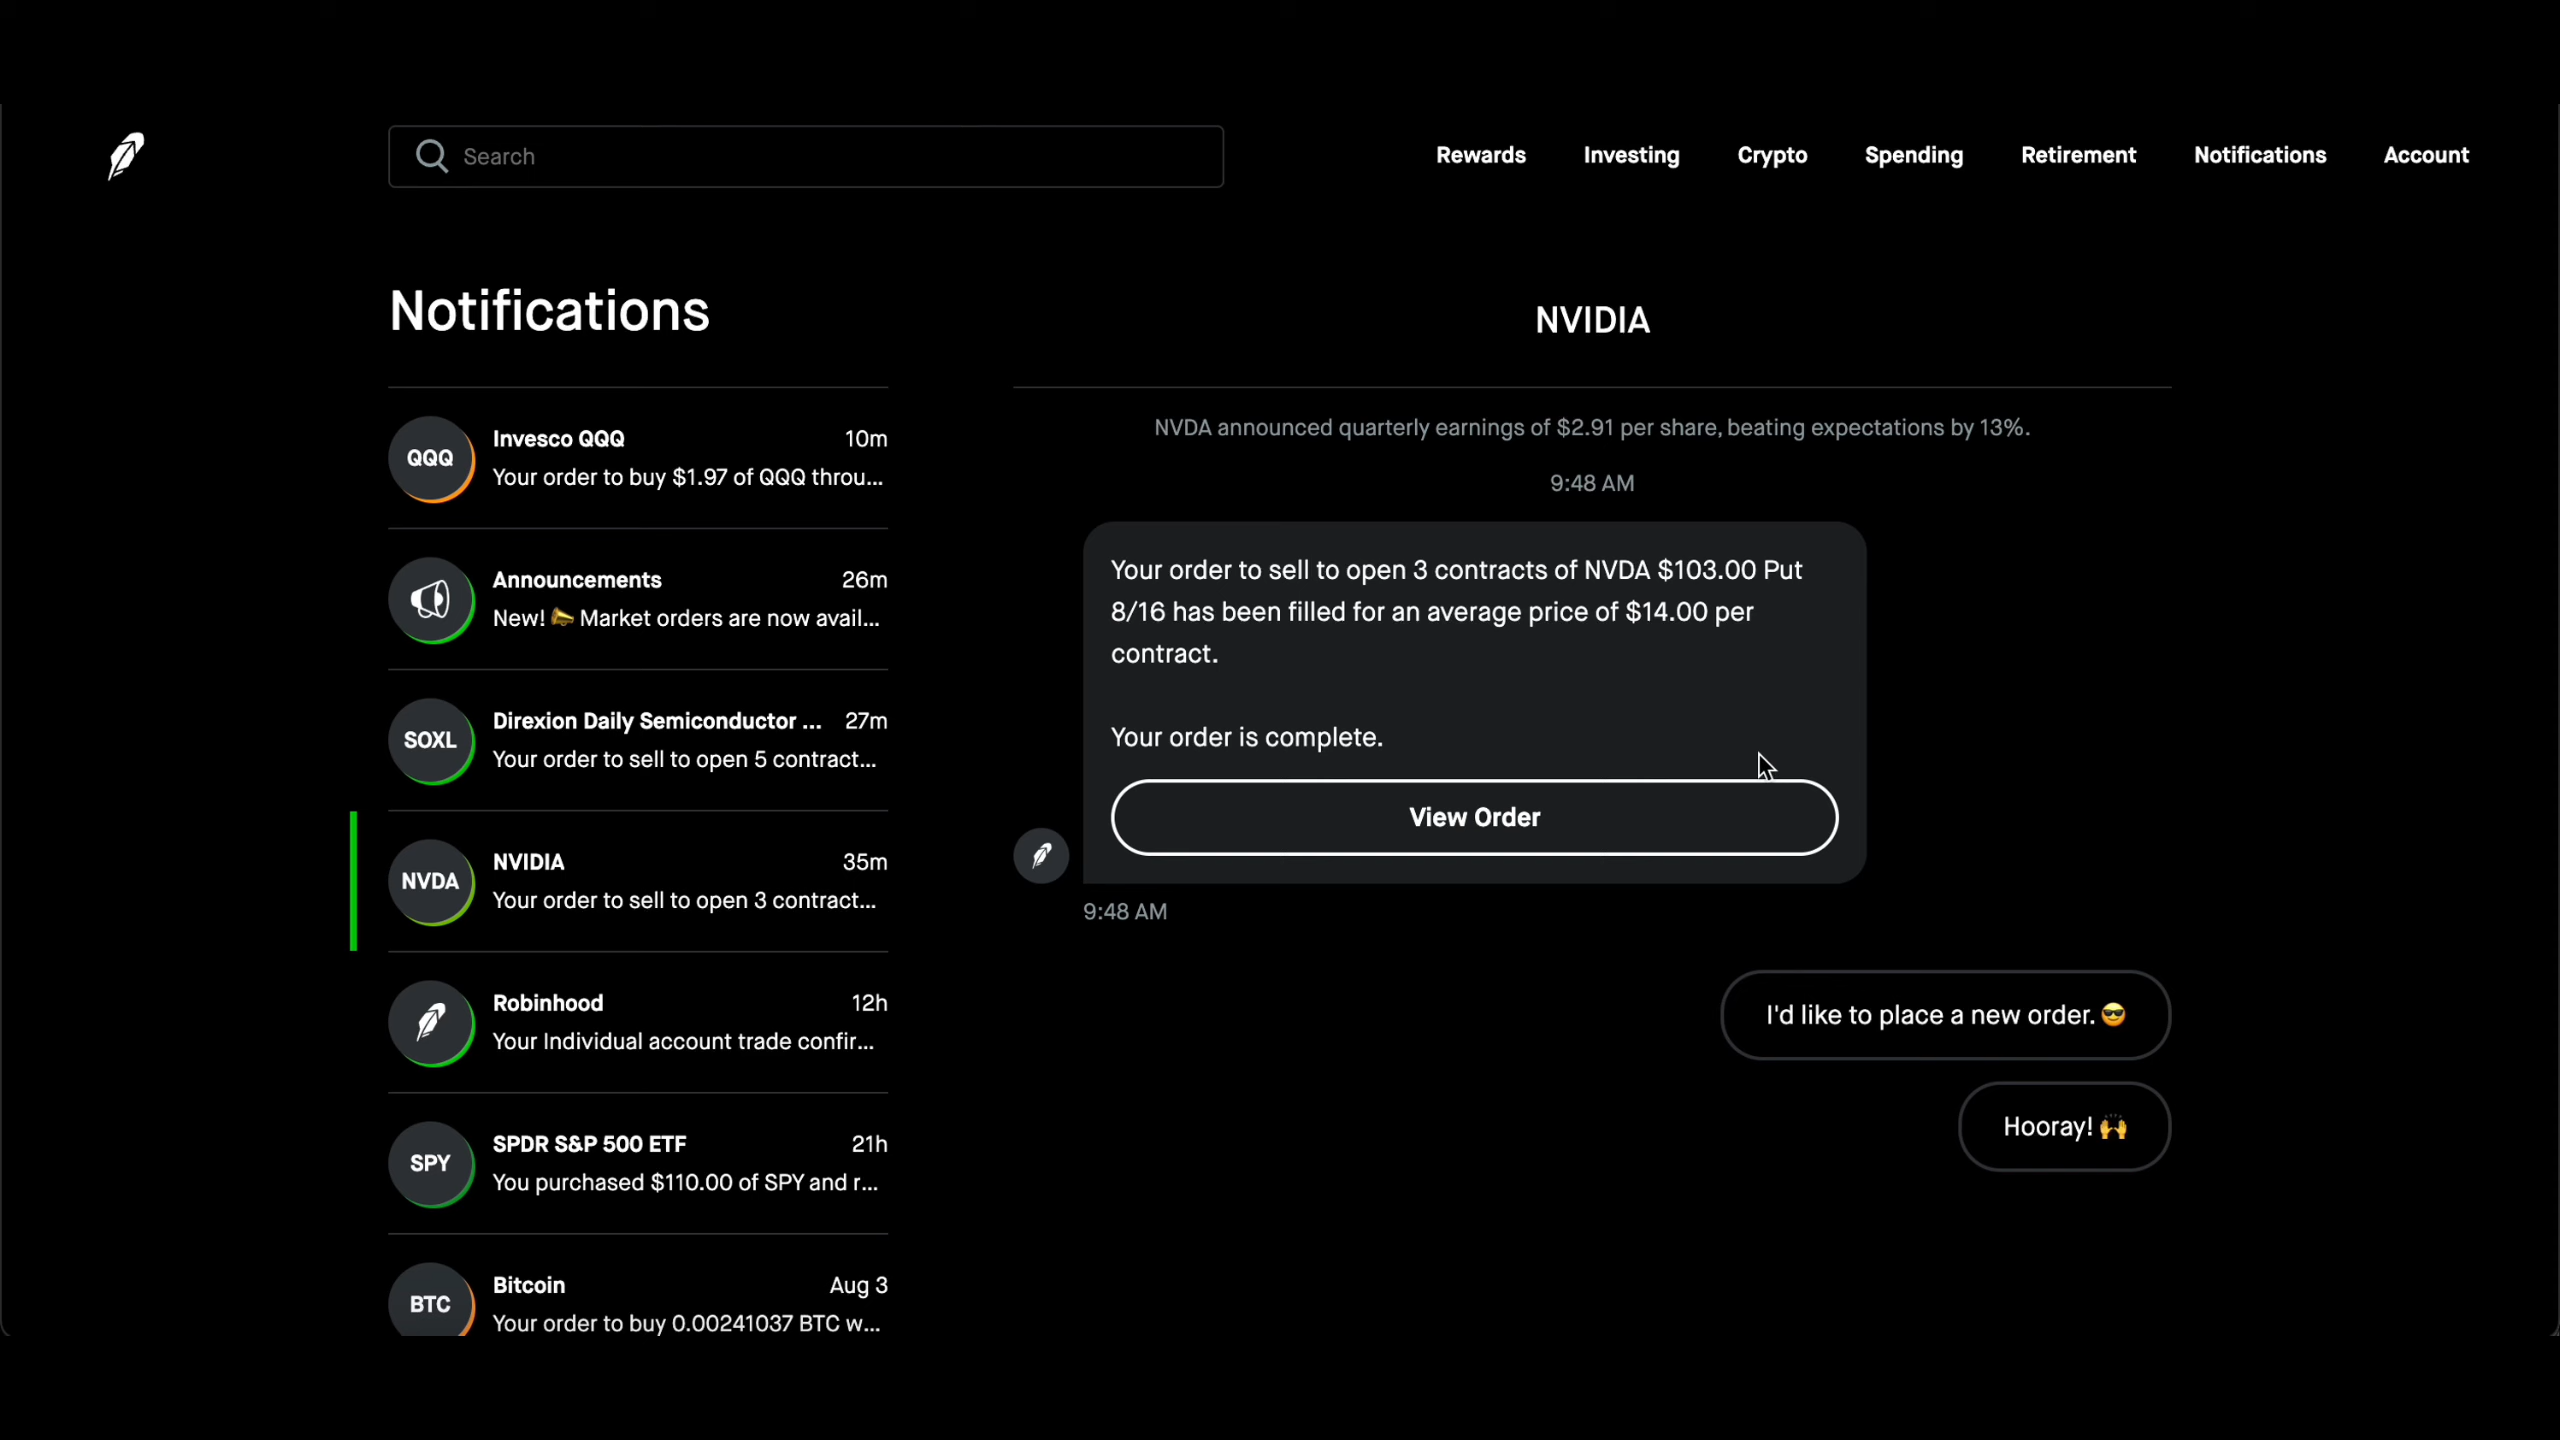 Search
Rewards
Investing
Crypto
Spending
Retirement
Notifications
Account
Notifications
QQQ
Invesco QQQ
10m
Your order to buy $1.97 of QQQ throu...
Announcements
26m
New! 📣 Market orders are now avail...
SOXL
Direxion Daily Semiconductor ...
27m
Your order to sell to open 5 contract...
NVDA
NVIDIA
35m
Your order to sell to open 3 contract...
Robinhood
12h
Your Individual account trade confir...
SPY
SPDR S&P 500 ETF
21h
You purchased $110.00 of SPY and r...
BTC
Bitcoin
Aug 3
Your order to buy 0.00241037 BTC w...
NVIDIA
NVDA announced quarterly earnings of $2.91 per share, beating expectations by 13%.
9:48 AM
Your order to sell to open 3 contracts of NVDA $103.00 Put
8/16 has been filled for an average price of $14.00 per
contract.
Your order is complete.
View Order
9:48 AM
I'd like to place a new order. 😎
Hooray! 🙌